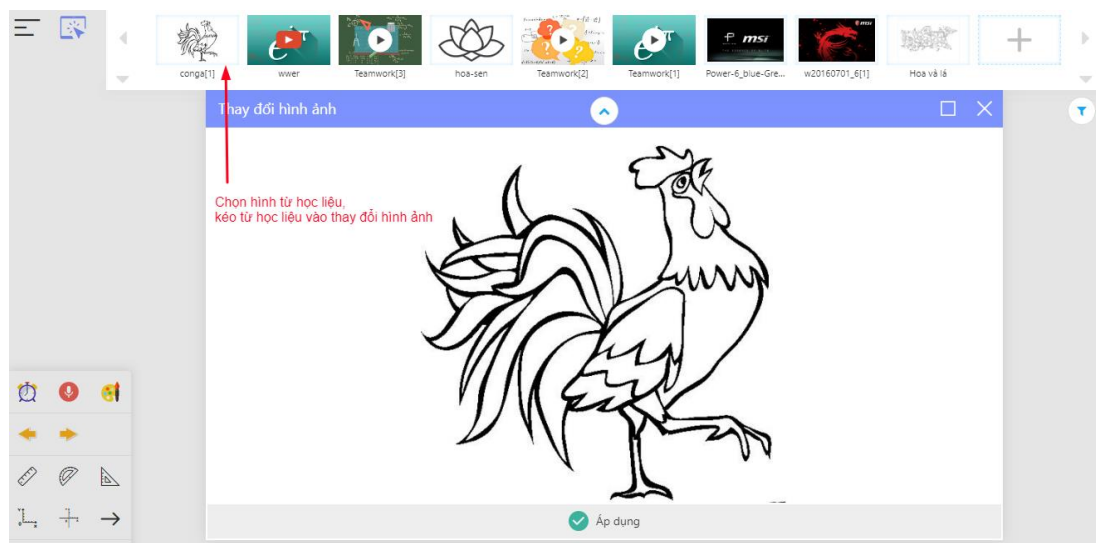 conga[1]
wwer
Teamwork[3]
hoa-sen
Teamwork[2]
Teamwork[1]
Power-6_blue-Gre...
w20160701_6[1]
Hoa và lá
msi
msi
Thay đổi hình ảnh
Chọn hình từ học liệu,
kéo từ học liệu vào thay đổi hình ảnh
Áp dụng